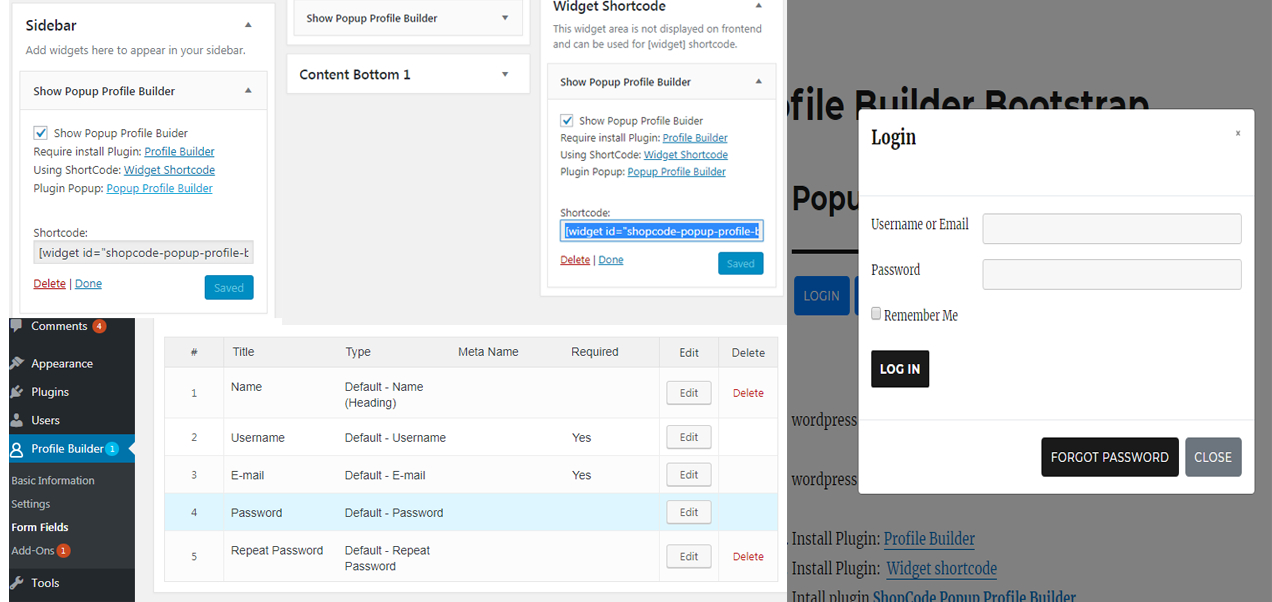 Sidebar
Add widgets here to appear in your sidebar.
Show Popup Profile Builder
Show Popup Profile Buider
Require install Plugin: Profile Builder
Using ShortCode: Widget Shortcode
Plugin Popup: Popup Profile Builder
Shortcode:
[widget id="shopcode-popup-profile-b
Delete | Done
Saved
Show Popup Profile Builder
Content Bottom 1
Widget Shortcode
This widget area is not displayed on frontend
and can be used for [widget] shortcode.
Show Popup Profile Builder
Show Popup Profile Buider
Require install Plugin: Profile Builder
Using ShortCode: Widget Shortcode
Plugin Popup: Popup Profile Builder
Shortcode:
[widget id="shopcode-popup-profile-b
Delete | Done
Saved
Comments 4
Appearance
Plugins
Users
Profile Builder 1
Basic Information
Settings
Form Fields
Add-Ons 1
Tools
# Title Type Meta Name Required Edit Delete
1 Name Default - Name (Heading) Edit Delete
2 Username Default - Username Yes Edit
3 E-mail Default - E-mail Yes Edit
4 Password Default - Password Edit
5 Repeat Password Default - Repeat Password Edit Delete
ofile Builder Bootstrap
Popu
LOGIN
Login
x
Username or Email
Password
Remember Me
LOG IN
FORGOT PASSWORD
CLOSE
wordpress
wordpress
. Install Plugin: Profile Builder
Install Plugin: Widget shortcode
Intall plugin ShopCode Popup Profile Builder